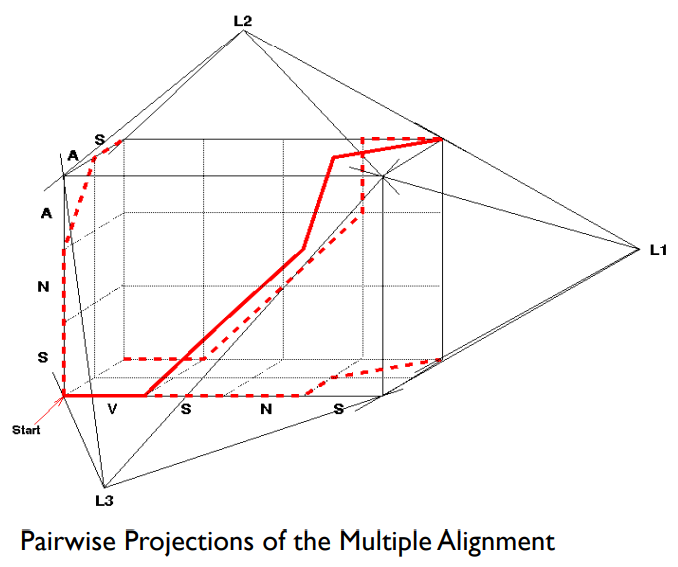 L2
S
A
A
L1
N
S
V S N S
Start
L3
Pairwise Projections of the Multiple Alignment